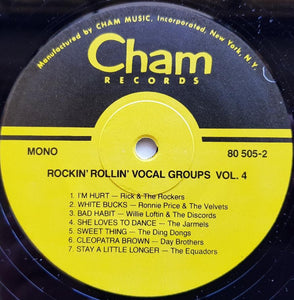 Manufactured by CHAM MUSIC, Incorporated, New York, N.Y.
Cham
RECORDS
MONO
80 505-2
ROCKIN' ROLLIN' VOCAL GROUPS VOL. 4
1. I'M HURT – Rick & The Rockers
2. WHITE BUCKS – Ronnie Price & The Velvets
3. BAD HABIT – Willie Loftin & The Discords
4. SHE LOVES TO DANCE – The Jarmels
5. SWEET THING – The Ding Dongs
6. CLEOPATRA BROWN – Day Brothers
7. STAY A LITTLE LONGER – The Equadors